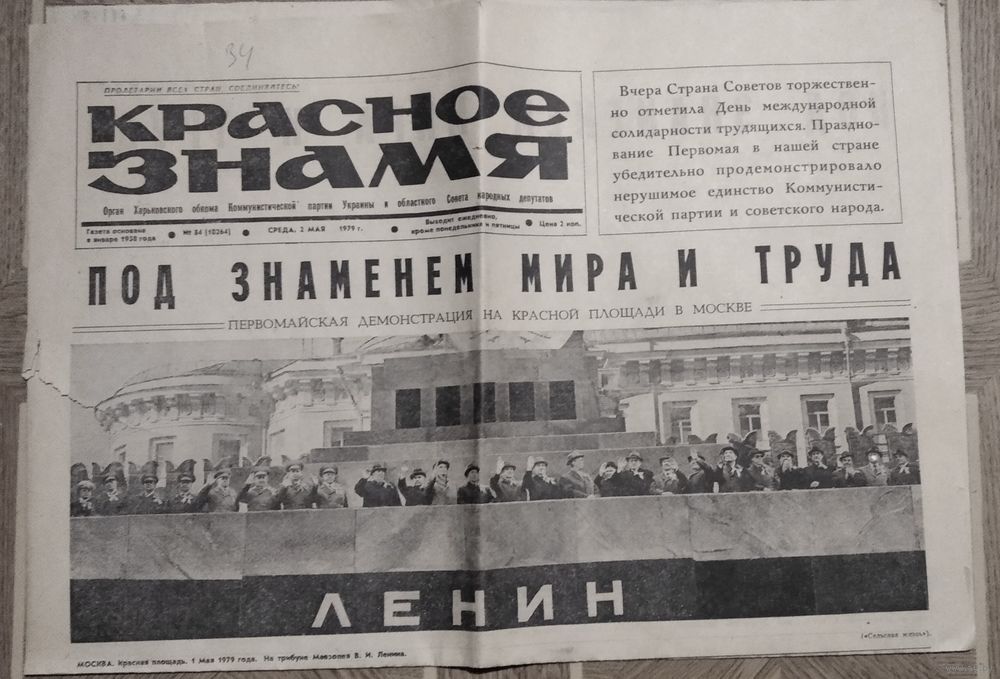 34
ПРОЛЕТАРИИ ВСЕХ СТРАН, СОЕДИНЯЙТЕСЬ!
КРАСНОЕ
ЗНАМЯ
Орган Харьковского обкома Коммунистической партии Украины и областного Совета народных депутатов
Газета основана
в январе 1938 года
№ 84 (10264)
СРЕДА, 2 МАЯ 1979 г.
Выходит ежедневно,
кроме понедельника и пятницы
Цена 2 коп.
Вчера Страна Советов торжествен-
но отметила День международной
солидарности трудящихся. Праздно-
вание Первомая в нашей стране
убедительно продемонстрировало
нерушимое единство Коммунисти-
ческой партии и советского народа.
ПОД ЗНАМЕНЕМ МИРА И ТРУДА
ПЕРВОМАЙСКАЯ ДЕМОНСТРАЦИЯ НА КРАСНОЙ ПЛОЩАДИ В МОСКВЕ
ЛЕНИН
(«Сельская жизнь»).
МОСКВА. Красная площадь. 1 Мая 1979 года. На трибуне Мавзолея В. И. Ленина.